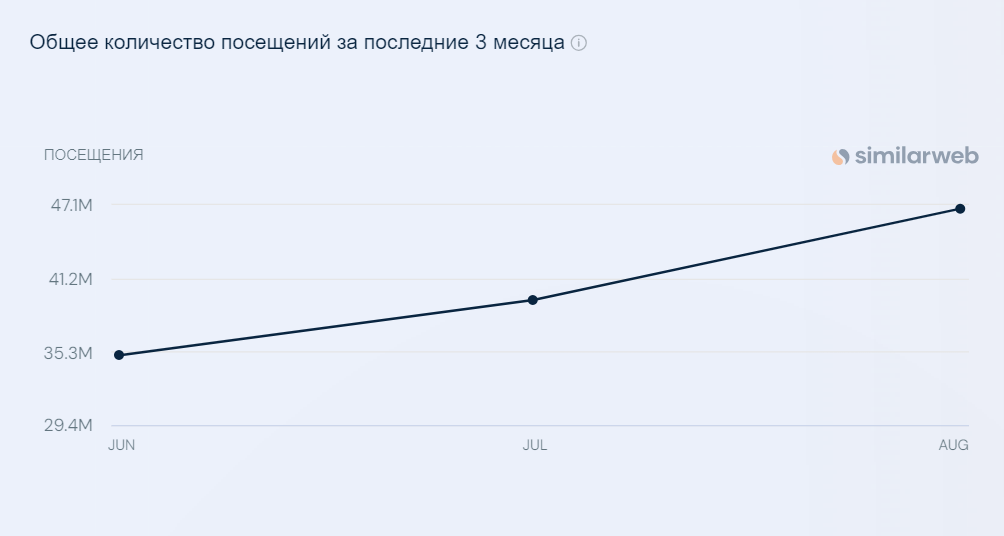 Общее количество посещений за последние 3 месяца
ПОСЕЩЕНИЯ
similarweb
47.1M
41.2M
35.3M
29.4M
JUN JUL AUG